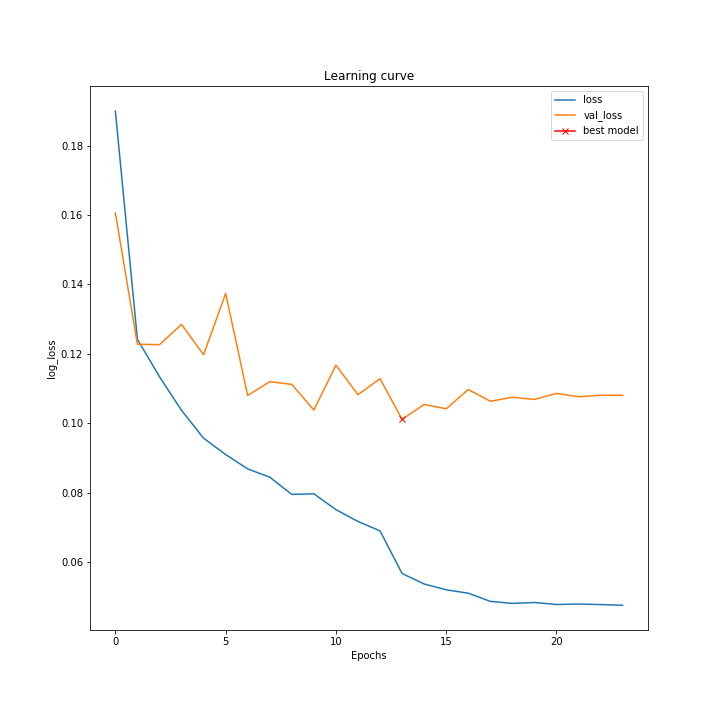 Learning curve
loss
val_loss
best model
0.18
0.16
0.14
0.12
0.10
0.08
0.06
log_loss
0 5 10 15 20
Epochs